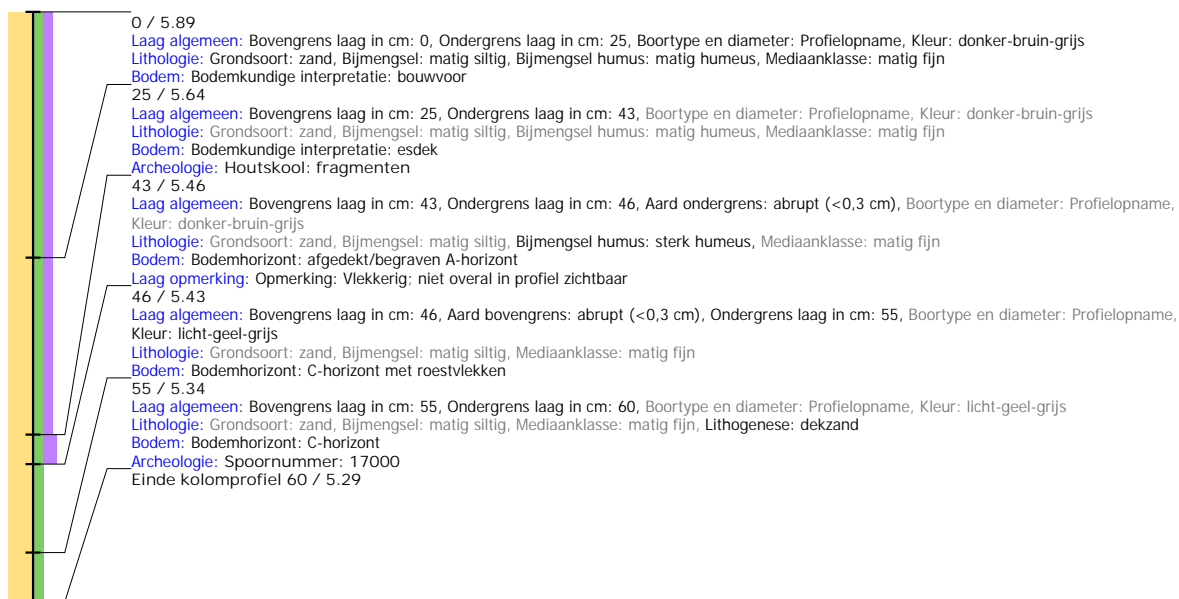 0 / 5.89
Laag algemeen: Bovengrens laag in cm: 0, Ondergrens laag in cm: 25, Boortype en diameter: Profielopname, Kleur: donker-bruin-grijs
Lithologie: Grondsoort: zand, Bijmengsel: matig siltig, Bijmengsel humus: matig humeus, Mediaanklasse: matig fijn
Bodem: Bodemkundige interpretatie: bouwvoor
25 / 5.64
Laag algemeen: Bovengrens laag in cm: 25, Ondergrens laag in cm: 43, Boortype en diameter: Profielopname, Kleur: donker-bruin-grijs
Lithologie: Grondsoort: zand, Bijmengsel: matig siltig, Bijmengsel humus: matig humeus, Mediaanklasse: matig fijn
Bodem: Bodemkundige interpretatie: esdek
Archeologie: Houtskool: fragmenten
43 / 5.46
Laag algemeen: Bovengrens laag in cm: 43, Ondergrens laag in cm: 46, Aard ondergrens: abrupt (<0,3 cm), Boortype en diameter: Profielopname,
Kleur: donker-bruin-grijs
Lithologie: Grondsoort: zand, Bijmengsel: matig siltig, Bijmengsel humus: sterk humeus, Mediaanklasse: matig fijn
Bodem: Bodemhorizont: afgedekt/begraven A-horizont
Laag opmerking: Opmerking: Vlekkerig; niet overal in profiel zichtbaar
46 / 5.43
Laag algemeen: Bovengrens laag in cm: 46, Aard bovengrens: abrupt (<0,3 cm), Ondergrens laag in cm: 55, Boortype en diameter: Profielopname,
Kleur: licht-geel-grijs
Lithologie: Grondsoort: zand, Bijmengsel: matig siltig, Mediaanklasse: matig fijn
Bodem: Bodemhorizont: C-horizont met roestvlekken
55 / 5.34
Laag algemeen: Bovengrens laag in cm: 55, Ondergrens laag in cm: 60, Boortype en diameter: Profielopname, Kleur: licht-geel-grijs
Lithologie: Grondsoort: zand, Bijmengsel: matig siltig, Mediaanklasse: matig fijn, Lithogenese: dekzand
Bodem: Bodemhorizont: C-horizont
Archeologie: Spoornummer: 17000
Einde kolomprofiel 60 / 5.29